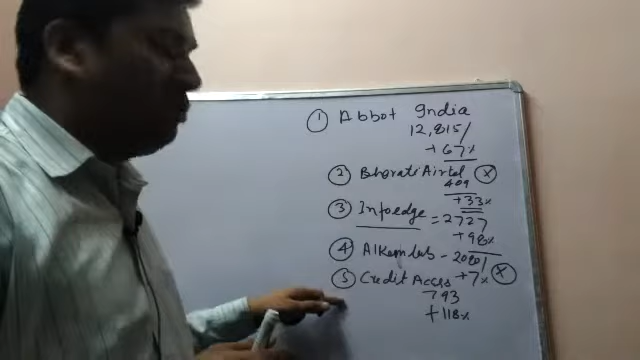 ① Abbot India
12,815/
+67%
② Bharati Airtel ⓧ
409
+33%
③ Infoedge = 2727
+98%
④ Alkem Lab - 2080/
+7% ⓧ
⑤ Credit Access
793
+118%